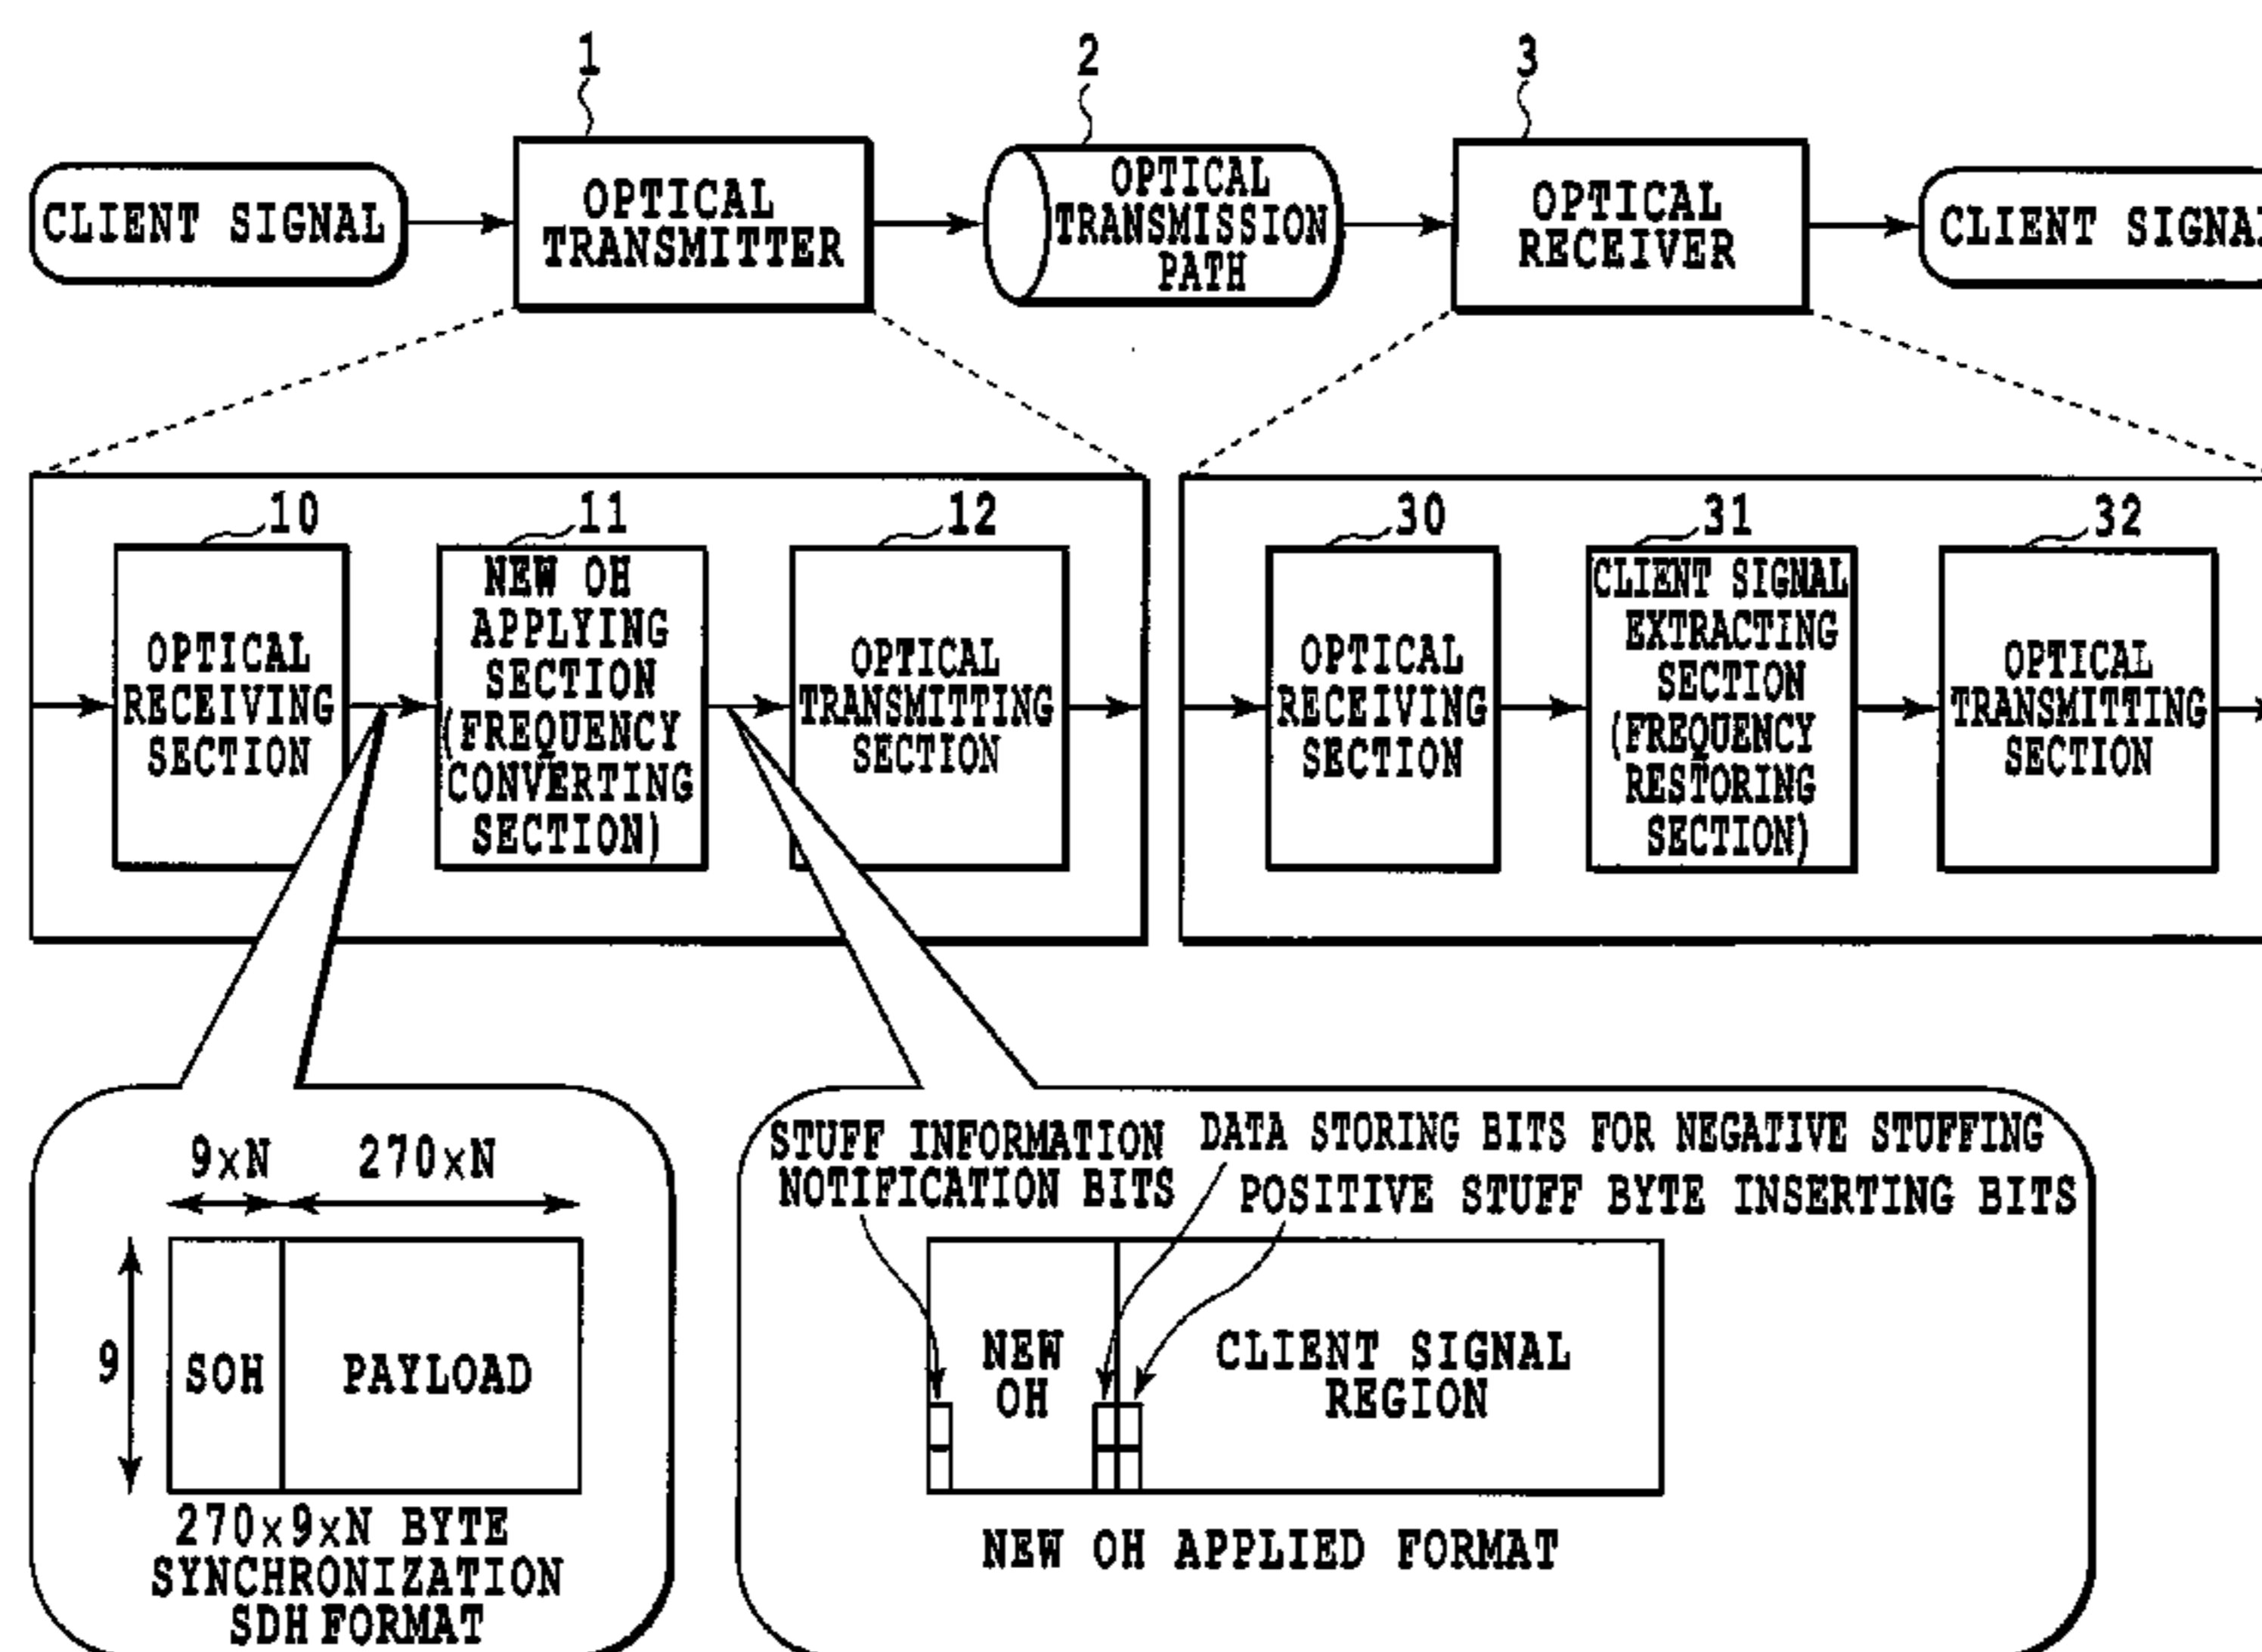 1
2
3
CLIENT SIGNAL
OPTICAL
TRANSMITTER
OPTICAL
TRANSMISSION
PATH
OPTICAL
RECEIVER
CLIENT SIGNAL
10
11
12
30
31
32
OPTICAL
RECEIVING
SECTION
NEW OH
APPLYING
SECTION
(FREQUENCY
CONVERTING
SECTION)
OPTICAL
TRANSMITTING
SECTION
OPTICAL
RECEIVING
SECTION
CLIENT SIGNAL
EXTRACTING
SECTION
(FREQUENCY
RESTORING
SECTION)
OPTICAL
TRANSMITTING
SECTION
9×N
270×N
9
SOH
PAYLOAD
270×9×N BYTE
SYNCHRONIZATION
SDH FORMAT
STUFF INFORMATION
NOTIFICATION BITS
DATA STORING BITS FOR NEGATIVE STUFFING
POSITIVE STUFF BYTE INSERTING BITS
NEW
OH
CLIENT SIGNAL
REGION
NEW OH APPLIED FORMAT